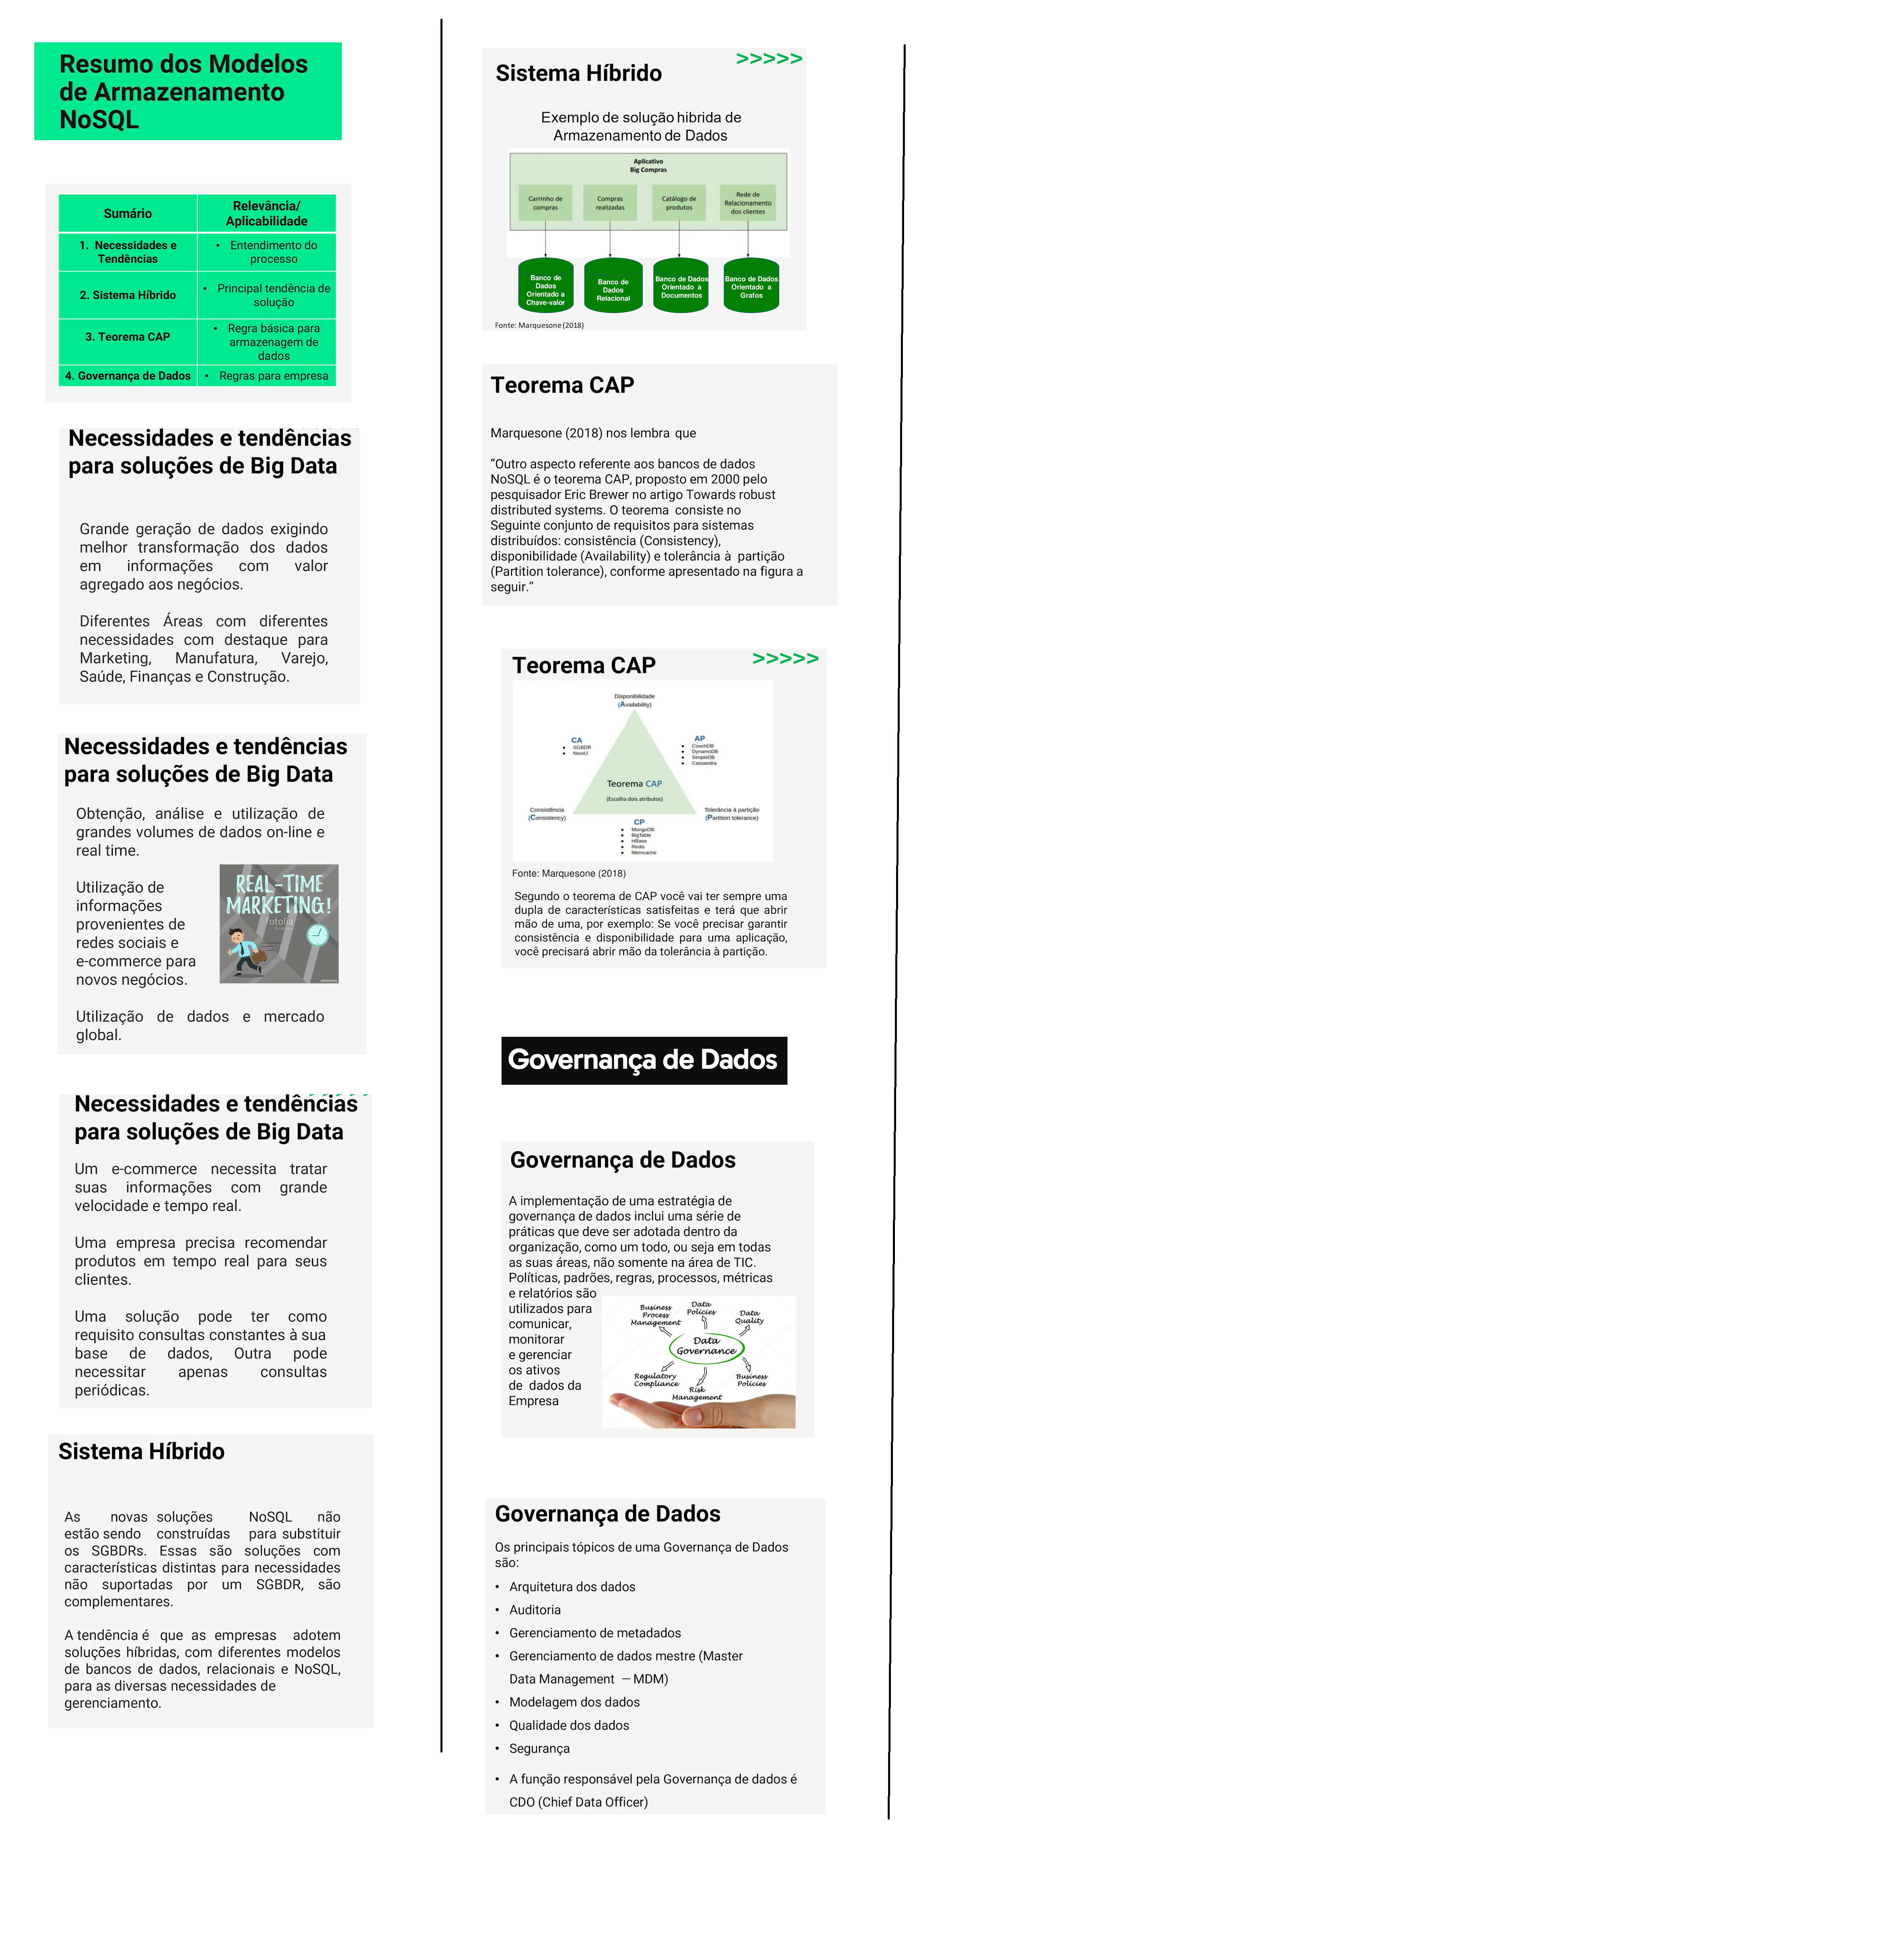 Resumo dos Modelos
de Armazenamento
NoSQL
Sumário
Relevância/
Aplicabilidade
1. Necessidades e
Tendências
• Entendimento do
processo
2. Sistema Híbrido
• Principal tendência de
solução
3. Teorema CAP
• Regra básica para
armazenagem de
dados
4. Governança de Dados
• Regras para empresa
Necessidades e tendências
para soluções de Big Data
Grande geração de dados exigindo
melhor transformação dos dados
em informações com valor
agregado aos negócios.
Diferentes Áreas com diferentes
necessidades com destaque para
Marketing, Manufatura, Varejo,
Saúde, Finanças e Construção.
Necessidades e tendências
para soluções de Big Data
Obtenção, análise e utilização de
grandes volumes de dados on-line e
real time.
Utilização de
informações
provenientes de
redes sociais e
e-commerce para
novos negócios.
REAL-TIME
MARKETING!
fotolia
Utilização de dados e mercado
global.
Necessidades e tendências
para soluções de Big Data
Um e-commerce necessita tratar
suas informações com grande
velocidade e tempo real.
Uma empresa precisa recomendar
produtos em tempo real para seus
clientes.
Uma solução pode ter como
requisito consultas constantes à sua
base de dados, Outra pode
necessitar apenas consultas
periódicas.
Sistema Híbrido
As novas soluções NoSQL não
estão sendo construídas para substituir
os SGBDRs. Essas são soluções com
características distintas para necessidades
não suportadas por um SGBDR, são
complementares.
A tendência é que as empresas adotem
soluções híbridas, com diferentes modelos
de bancos de dados, relacionais e NoSQL,
para as diversas necessidades de
gerenciamento.
>>>>>
Sistema Híbrido
Exemplo de solução hibrida de
Armazenamento de Dados
Aplicativo
Big Compras
Carrinho de
compras
Compras
realizadas
Catálogo de
produtos
Rede de
Relacionamento
dos clientes
Banco de
Dados
Orientado a
Chave-valor
Banco de
Dados
Relacional
Banco de Dados
Orientado a
Documentos
Banco de Dados
Orientado a
Grafos
Fonte: Marquesone (2018)
Teorema CAP
Marquesone (2018) nos lembra que
“Outro aspecto referente aos bancos de dados
NoSQL é o teorema CAP, proposto em 2000 pelo
pesquisador Eric Brewer no artigo Towards robust
distributed systems. O teorema consiste no
Seguinte conjunto de requisitos para sistemas
distribuídos: consistência (Consistency),
disponibilidade (Availability) e tolerância à partição
(Partition tolerance), conforme apresentado na figura a
seguir.“
>>>>>
Teorema CAP
Disponibilidade
(Availability)
CA
• SGBDR
• Neo4J
AP
• CouchDB
• DynamoDB
• SimpleDB
• Cassandra
Teorema CAP
(Escolha dois atributos)
Consistência
(Consistency)
Tolerância à partição
(Partition tolerance)
CP
• MongoDB
• BigTable
• HBase
• Redis
• Memcache
Fonte: Marquesone (2018)
Segundo o teorema de CAP você vai ter sempre uma
dupla de características satisfeitas e terá que abrir
mão de uma, por exemplo: Se você precisar garantir
consistência e disponibilidade para uma aplicação,
você precisará abrir mão da tolerância à partição.
Governança de Dados
Governança de Dados
A implementação de uma estratégia de
governança de dados inclui uma série de
práticas que deve ser adotada dentro da
organização, como um todo, ou seja em todas
as suas áreas, não somente na área de TIC.
Políticas, padrões, regras, processos, métricas
e relatórios são
utilizados para
comunicar,
monitorar
e gerenciar
os ativos
de dados da
Empresa
Business
Process
Management
Data
Policies
Data
Quality
Data
Governance
Regulatory
Compliance
Risk
Management
Business
Policies
Governança de Dados
Os principais tópicos de uma Governança de Dados
são:
• Arquitetura dos dados
• Auditoria
• Gerenciamento de metadados
• Gerenciamento de dados mestre (Master
Data Management — MDM)
• Modelagem dos dados
• Qualidade dos dados
• Segurança
• A função responsável pela Governança de dados é
CDO (Chief Data Officer)